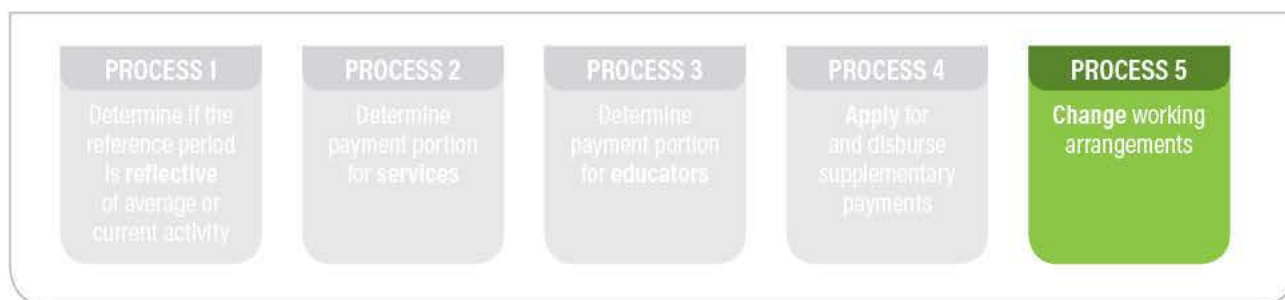 PROCESS 1
Determine if the
reference period
is reflective
of average or
current activity
PROCESS 2
Determine
payment portion
for services
PROCESS 3
Determine
payment portion
for educators
PROCESS 4
Apply for
and disburse
supplementary
payments
PROCESS 5
Change working
arrangements